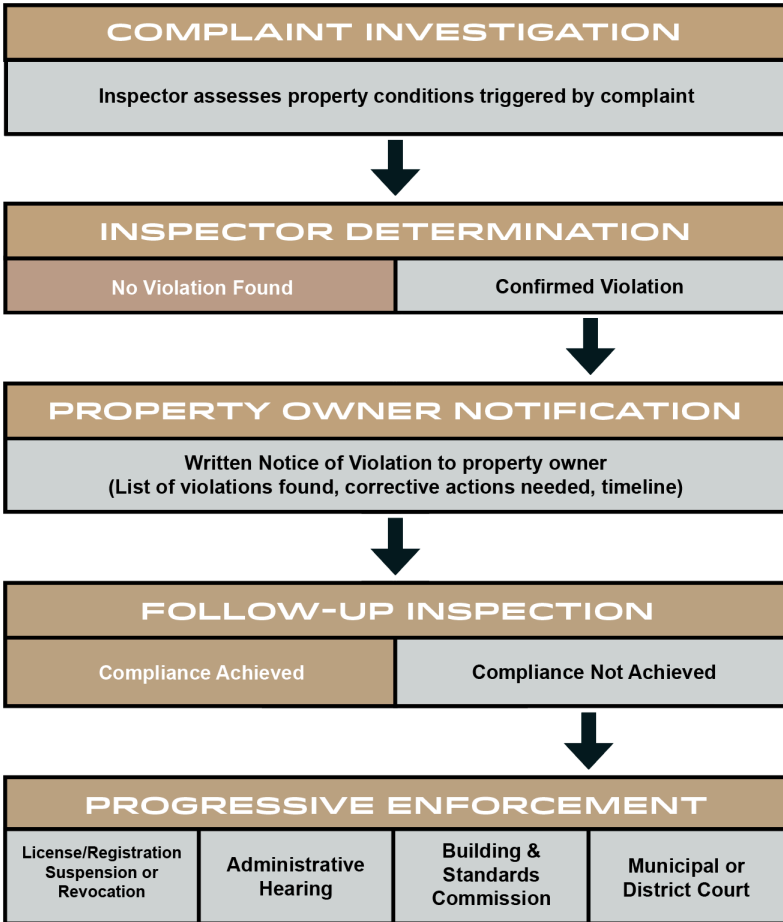 COMPLAINT INVESTIGATION
Inspector assesses property conditions triggered by complaint
INSPECTOR DETERMINATION
No Violation Found
Confirmed Violation
PROPERTY OWNER NOTIFICATION
Written Notice of Violation to property owner
(List of violations found, corrective actions needed, timeline)
FOLLOW-UP INSPECTION
Compliance Achieved
Compliance Not Achieved
PROGRESSIVE ENFORCEMENT
License/Registration
Suspension or
Revocation
Administrative
Hearing
Building &
Standards
Commission
Municipal or
District Court